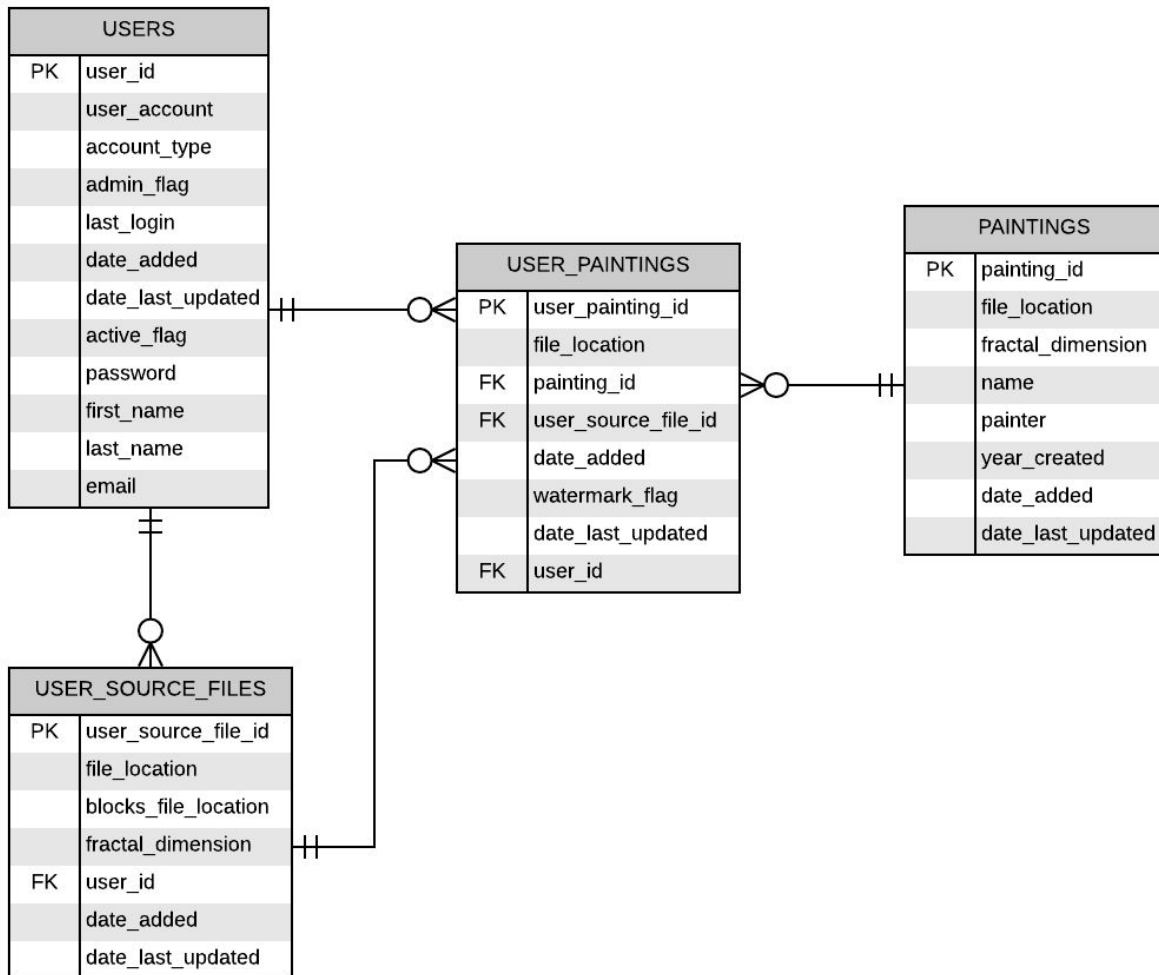 USERS
PK user_id
user_account
account_type
admin_flag
last_login
date_added
date_last_updated
active_flag
password
first_name
last_name
email
USER_PAINTINGS
PK user_painting_id
file_location
FK painting_id
FK user_source_file_id
date_added
watermark_flag
date_last_updated
FK user_id
PAINTINGS
PK painting_id
file_location
fractal_dimension
name
painter
year_created
date_added
date_last_updated
USER_SOURCE_FILES
PK user_source_file_id
file_location
blocks_file_location
fractal_dimension
FK user_id
date_added
date_last_updated